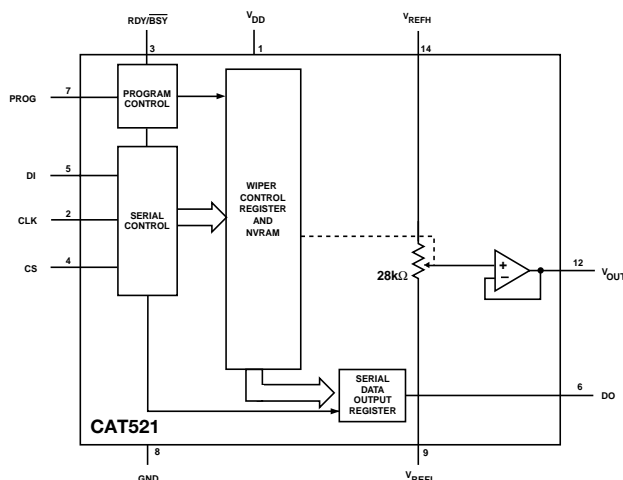 RDY/BSY
VDD
VREFH
3
1
14
PROG
7
PROGRAM
CONTROL
DI
5
CLK
2
CS
4
SERIAL
CONTROL
WIPER
CONTROL
REGISTER
AND
NVRAM
28kΩ
+
−
12
VOUT
SERIAL
DATA
OUTPUT
REGISTER
6
DO
CAT521
8
9
GND
VREFL